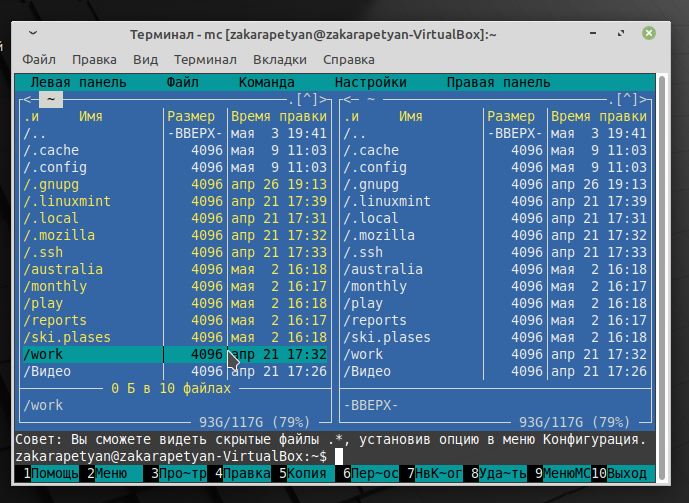 й
Терминал - mc [zakarapetyan@zakarapetyan-VirtualBox]:~
Файл Правка Вид Терминал Вкладки Справка
Левая панель Файл Команда Настройки Правая панель
<─ ~ .[^]> <─ ~ .[^]>
.и Имя Размер Время правки .и Имя Размер Время правки
/.. -ВВЕРХ- мая 3 19:41 /.. -ВВЕРХ- мая 3 19:41
/.cache 4096 мая 9 11:03 /.cache 4096 мая 9 11:03
/.config 4096 мая 9 11:03 /.config 4096 мая 9 11:03
/.gnupg 4096 апр 26 19:13 /.gnupg 4096 апр 26 19:13
/.linuxmint 4096 апр 21 17:39 /.linuxmint 4096 апр 21 17:39
/.local 4096 апр 21 17:31 /.local 4096 апр 21 17:31
/.mozilla 4096 апр 21 17:32 /.mozilla 4096 апр 21 17:32
/.ssh 4096 апр 21 17:33 /.ssh 4096 апр 21 17:33
/australia 4096 мая 2 16:18 /australia 4096 мая 2 16:18
/monthly 4096 мая 2 16:17 /monthly 4096 мая 2 16:17
/play 4096 мая 2 16:18 /play 4096 мая 2 16:18
/reports 4096 мая 2 16:17 /reports 4096 мая 2 16:17
/ski.plases 4096 мая 2 16:18 /ski.plases 4096 мая 2 16:18
/work 4096 апр 21 17:32 /work 4096 апр 21 17:32
/Видео 4096 апр 21 17:26 /Видео 4096 апр 21 17:26
0 Б в 10 файлах
/work -ВВЕРХ-
93G/117G (79%) 93G/117G (79%)
Совет: Вы сможете видеть скрытые файлы .*, установив опцию в меню Конфигурация.
zakarapetyan@zakarapetyan-VirtualBox:~$
1Помощь 2Меню 3Про~тр 4Правка 5Копия 6Пер~ос 7НвК~ог 8Уда~ть 9МенюМС 10Выход